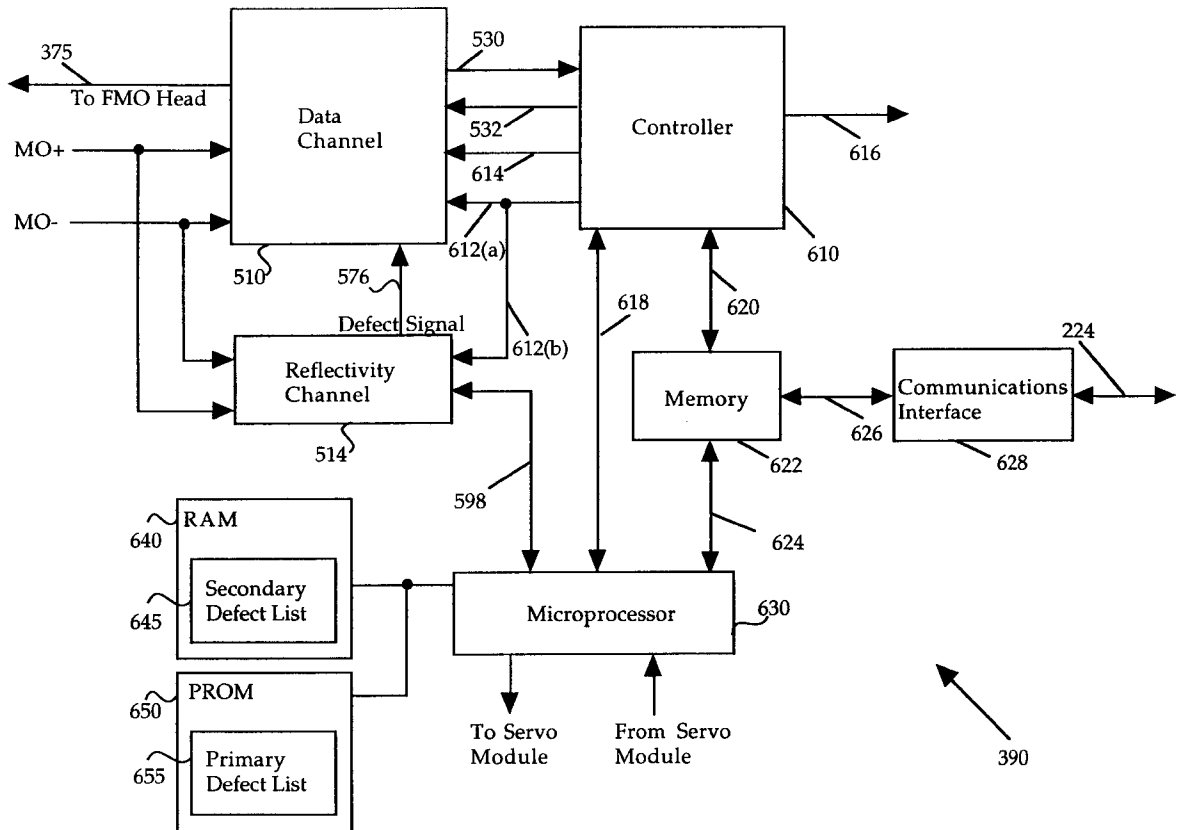 375
To FMO Head
MO+
MO-
Data
Channel
510
530
532
614
612(a)
Controller
616
610
576
Defect Signal
612(b)
618
620
Reflectivity
Channel
514
598
Memory
622
626
Communications
Interface
628
224
624
RAM
640
Secondary
Defect List
645
Microprocessor
630
PROM
650
Primary
Defect List
655
To Servo
Module
From Servo
Module
390